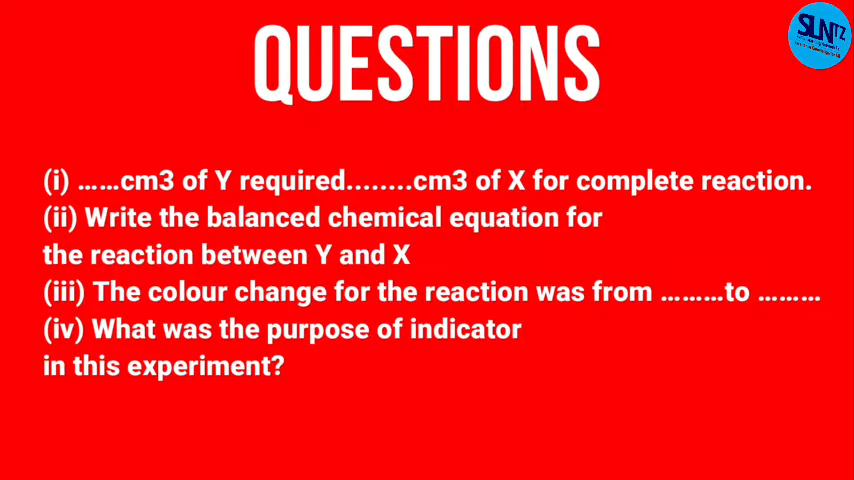 QUESTIONS
SLNTZ
(i) ……cm3 of Y required........cm3 of X for complete reaction.
(ii) Write the balanced chemical equation for
the reaction between Y and X
(iii) The colour change for the reaction was from ………to ………
(iv) What was the purpose of indicator
in this experiment?